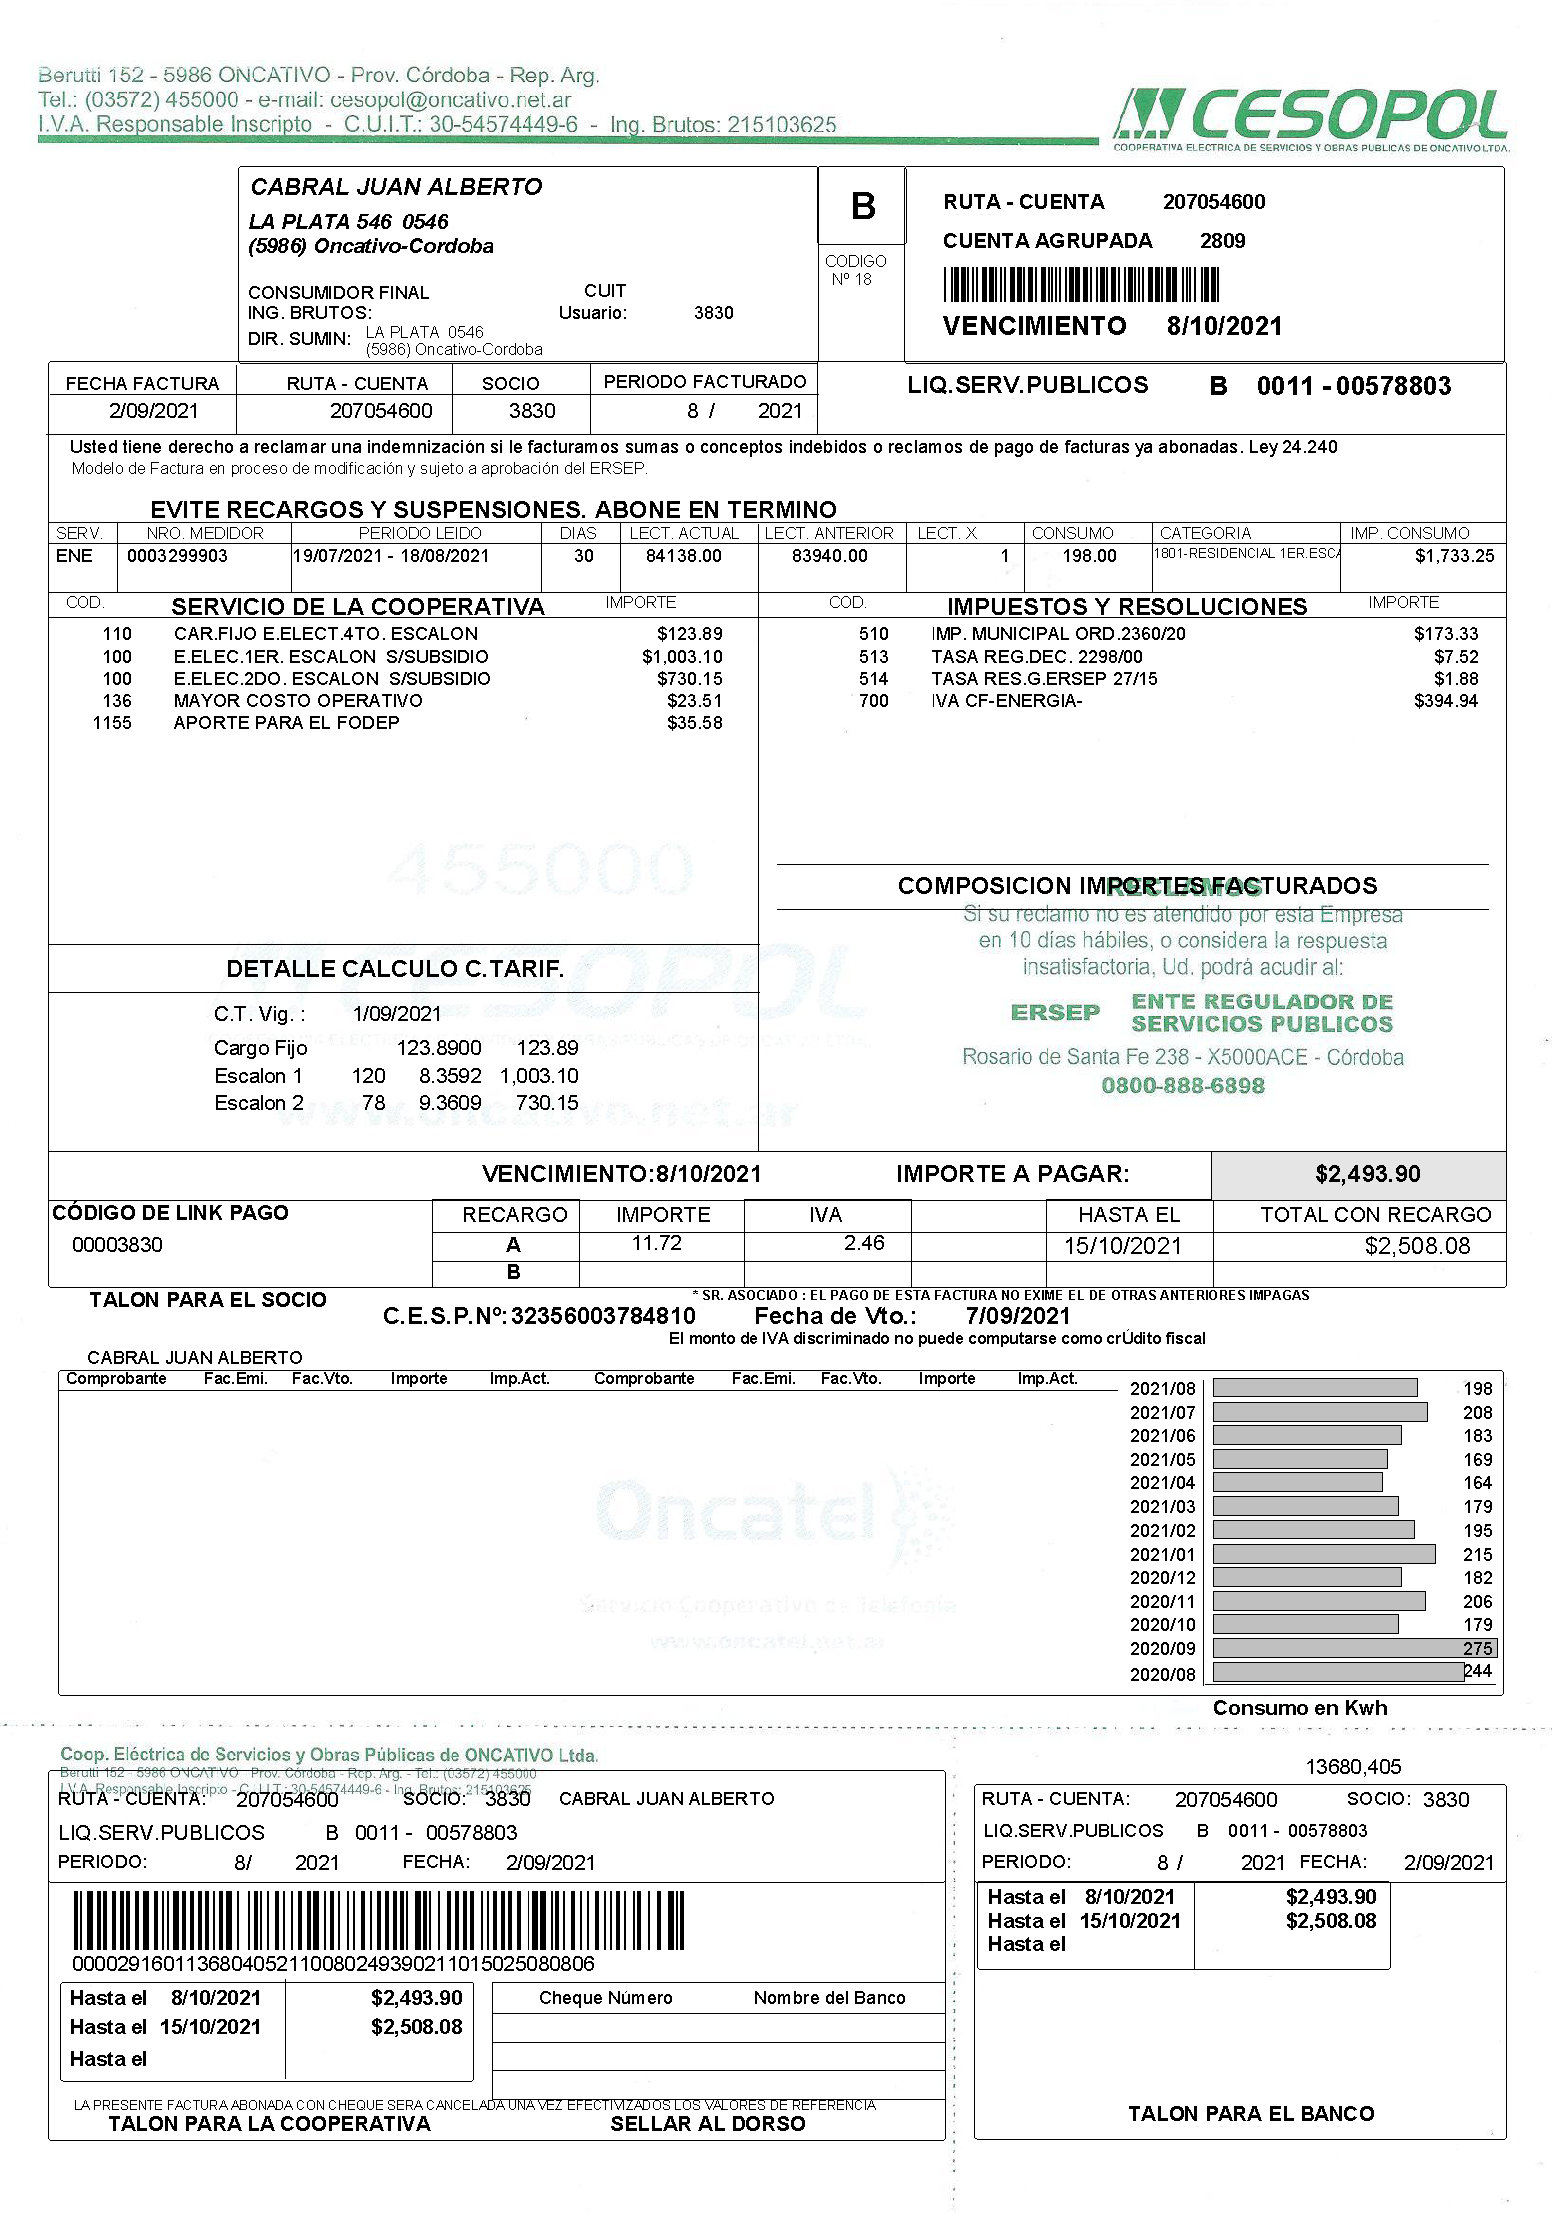 Berutti 152 - 5986 ONCATIVO - Prov. Córdoba - Rep. Arg.
Tel.: (03572) 455000 - e-mail: cesopol@oncativo.net.ar
I.V.A. Responsable Inscripto - C.U.I.T.: 30-54574449-6 - Ing. Brutos: 215103625
CESOPOL
COOPERATIVA ELECTRICA DE SERVICIOS Y OBRAS PUBLICAS DE ONCATIVO LTDA.
CABRAL JUAN ALBERTO
LA PLATA 546 0546
(5986) Oncativo-Cordoba
CONSUMIDOR FINAL CUIT
ING. BRUTOS: Usuario: 3830
DIR. SUMIN: LA PLATA 0546
(5986) Oncativo-Cordoba
B
CODIGO
Nº 18
RUTA - CUENTA 207054600
CUENTA AGRUPADA 2809
VENCIMIENTO 8/10/2021
FECHA FACTURA RUTA - CUENTA SOCIO PERIODO FACTURADO
2/09/2021 207054600 3830 8 / 2021
LIQ.SERV.PUBLICOS B 0011 - 00578803
Usted tiene derecho a reclamar una indemnización si le facturamos sumas o conceptos indebidos o reclamos de pago de facturas ya abonadas. Ley 24.240
Modelo de Factura en proceso de modificación y sujeto a aprobación del ERSEP.
EVITE RECARGOS Y SUSPENSIONES. ABONE EN TERMINO
SERV. NRO. MEDIDOR PERIODO LEIDO DIAS LECT. ACTUAL LECT. ANTERIOR LECT. X CONSUMO CATEGORIA IMP. CONSUMO
ENE 0003299903 19/07/2021 - 18/08/2021 30 84138.00 83940.00 1 198.00 1801-RESIDENCIAL 1ER.ESCA $1,733.25
COD. SERVICIO DE LA COOPERATIVA IMPORTE
110 CAR.FIJO E.ELECT.4TO. ESCALON $123.89
100 E.ELEC.1ER. ESCALON S/SUBSIDIO $1,003.10
100 E.ELEC.2DO. ESCALON S/SUBSIDIO $730.15
136 MAYOR COSTO OPERATIVO $23.51
1155 APORTE PARA EL FODEP $35.58
COD. IMPUESTOS Y RESOLUCIONES IMPORTE
510 IMP. MUNICIPAL ORD.2360/20 $173.33
513 TASA REG.DEC. 2298/00 $7.52
514 TASA RES.G.ERSEP 27/15 $1.88
700 IVA CF-ENERGIA- $394.94
455000
CESOPOL
www.oncativo.net.ar
DETALLE CALCULO C.TARIF.
C.T. Vig. : 1/09/2021
Cargo Fijo 123.8900 123.89
Escalon 1 120 8.3592 1,003.10
Escalon 2 78 9.3609 730.15
COMPOSICION IMPORTES FACTURADOS
RECLAMOS
Si su reclamo no es atendido por esta Empresa
en 10 días hábiles, o considera la respuesta
insatisfactoria, Ud. podrá acudir al:
ERSEP ENTE REGULADOR DE
SERVICIOS PUBLICOS
Rosario de Santa Fe 238 - X5000ACE - Córdoba
0800-888-6898
VENCIMIENTO:8/10/2021 IMPORTE A PAGAR: $2,493.90
CÓDIGO DE LINK PAGO
00003830
RECARGO IMPORTE IVA HASTA EL TOTAL CON RECARGO
A 11.72 2.46 15/10/2021 $2,508.08
B
TALON PARA EL SOCIO
* SR. ASOCIADO : EL PAGO DE ESTA FACTURA NO EXIME EL DE OTRAS ANTERIORES IMPAGAS
C.E.S.P.Nº: 32356003784810 Fecha de Vto.: 7/09/2021
El monto de IVA discriminado no puede computarse como crÚdito fiscal
CABRAL JUAN ALBERTO
Comprobante Fac.Emi. Fac.Vto. Importe Imp.Act. Comprobante Fac.Emi. Fac.Vto. Importe Imp.Act.
2021/08 198
2021/07 208
2021/06 183
2021/05 169
2021/04 164
2021/03 179
2021/02 195
2021/01 215
2020/12 182
2020/11 206
2020/10 179
2020/09 275
2020/08 244
Consumo en Kwh
Oncatel
Servicio Cooperativo de Telefonía
www.oncatel.net.ar
Coop. Eléctrica de Servicios y Obras Públicas de ONCATIVO Ltda.
Berutti 152 - 5986 ONCATIVO - Prov. Córdoba - Rep. Arg. - Tel.: (03572) 455000
I.V.A. Responsable Inscripto - C.U.I.T.: 30-54574449-6 - Ing. Brutos: 215103625
RUTA - CUENTA: 207054600 SOCIO: 3830 CABRAL JUAN ALBERTO
LIQ.SERV.PUBLICOS B 0011 - 00578803
PERIODO: 8/ 2021 FECHA: 2/09/2021
0000291601136804052110080249390211015025080806
Hasta el 8/10/2021 $2,493.90
Hasta el 15/10/2021 $2,508.08
Hasta el
Cheque Número Nombre del Banco
LA PRESENTE FACTURA ABONADA CON CHEQUE SERA CANCELADA UNA VEZ EFECTIVIZADOS LOS VALORES DE REFERENCIA
TALON PARA LA COOPERATIVA SELLAR AL DORSO
13680,405
RUTA - CUENTA: 207054600 SOCIO: 3830
LIQ.SERV.PUBLICOS B 0011 - 00578803
PERIODO: 8 / 2021 FECHA: 2/09/2021
Hasta el 8/10/2021 $2,493.90
Hasta el 15/10/2021 $2,508.08
Hasta el
TALON PARA EL BANCO